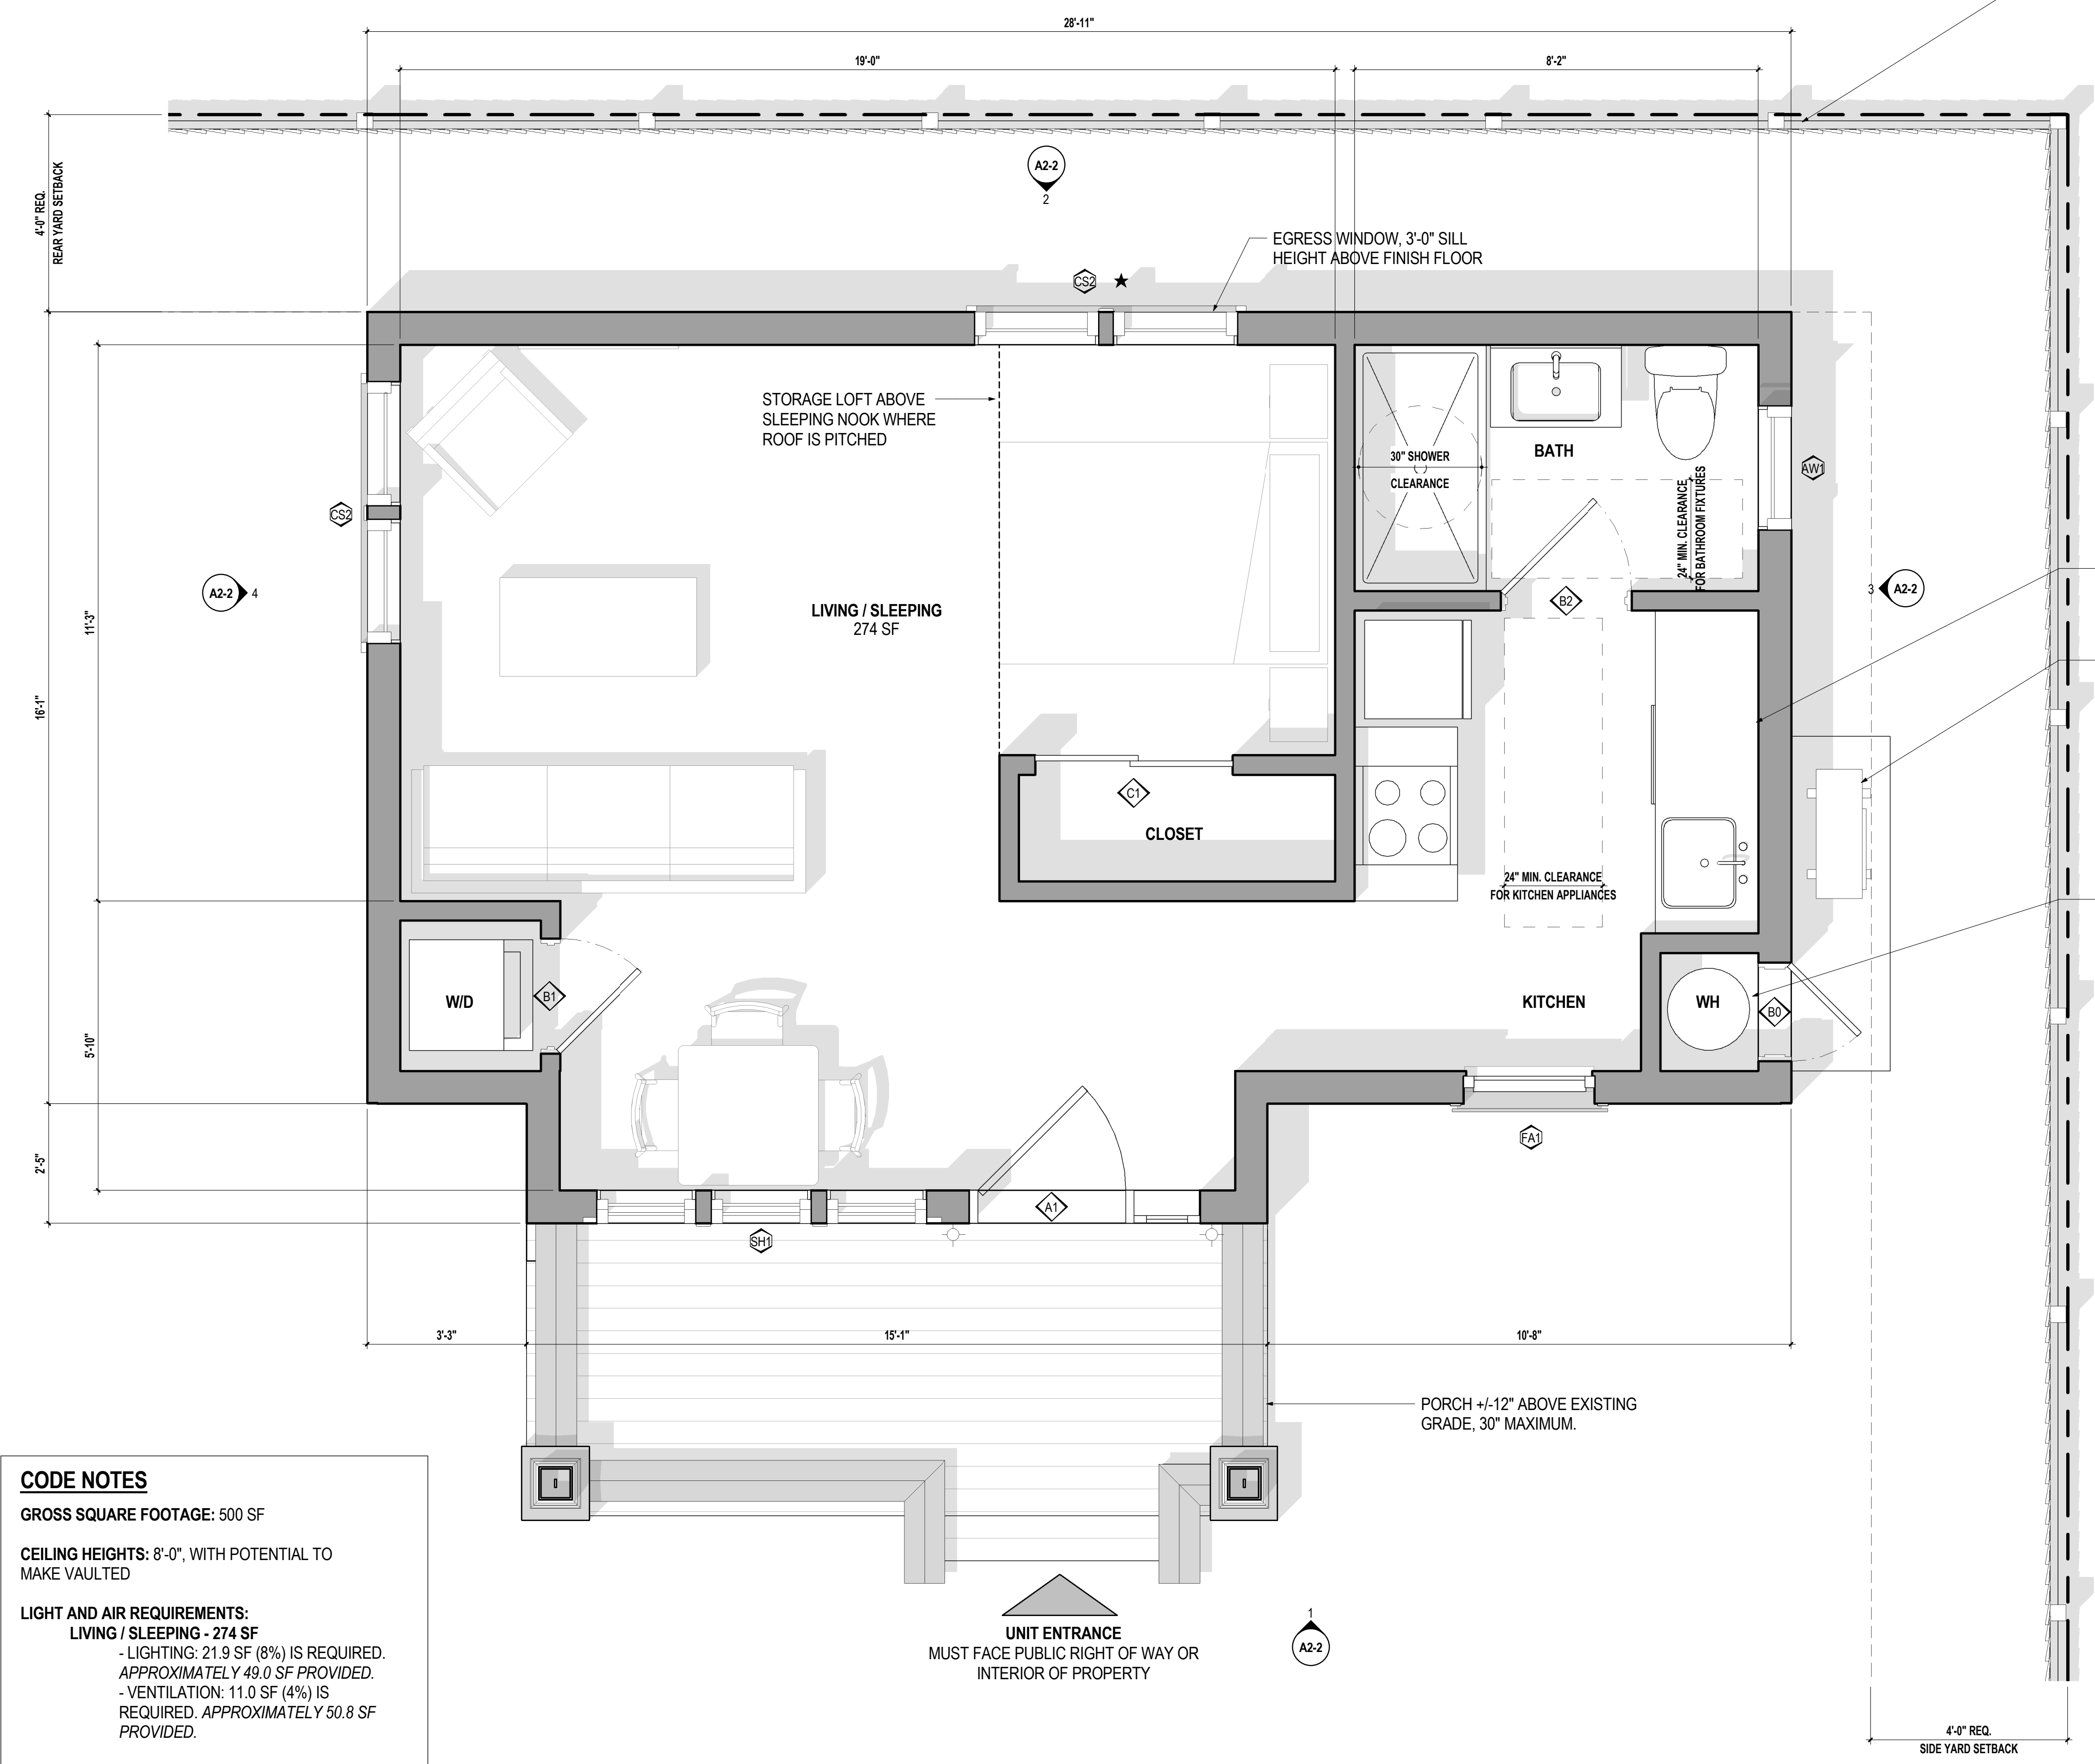 28'-11"
19'-0"
8'-2"
4'-0" REQ.
REAR YARD SETBACK
A2-2
2
EGRESS WINDOW, 3'-0" SILL
HEIGHT ABOVE FINISH FLOOR
CS2
STORAGE LOFT ABOVE
SLEEPING NOOK WHERE
ROOF IS PITCHED
30" SHOWER
CLEARANCE
BATH
24" MIN. CLEARANCE
FOR BATHROOM FIXTURES
AW1
CS2
A2-2
4
3
A2-2
LIVING / SLEEPING
274 SF
B2
11'-3"
16'-1"
C1
CLOSET
24" MIN. CLEARANCE
FOR KITCHEN APPLIANCES
W/D
B1
KITCHEN
WH
B0
5'-10"
2'-5"
FA1
A1
SH1
3'-3"
15'-1"
10'-8"
PORCH +/-12" ABOVE EXISTING
GRADE, 30" MAXIMUM.
CODE NOTES
GROSS SQUARE FOOTAGE: 500 SF
CEILING HEIGHTS: 8'-0", WITH POTENTIAL TO
MAKE VAULTED
LIGHT AND AIR REQUIREMENTS:
LIVING / SLEEPING - 274 SF
- LIGHTING: 21.9 SF (8%) IS REQUIRED.
APPROXIMATELY 49.0 SF PROVIDED.
- VENTILATION: 11.0 SF (4%) IS
REQUIRED. APPROXIMATELY 50.8 SF
PROVIDED.
UNIT ENTRANCE
MUST FACE PUBLIC RIGHT OF WAY OR
INTERIOR OF PROPERTY
1
A2-2
4'-0" REQ.
SIDE YARD SETBACK